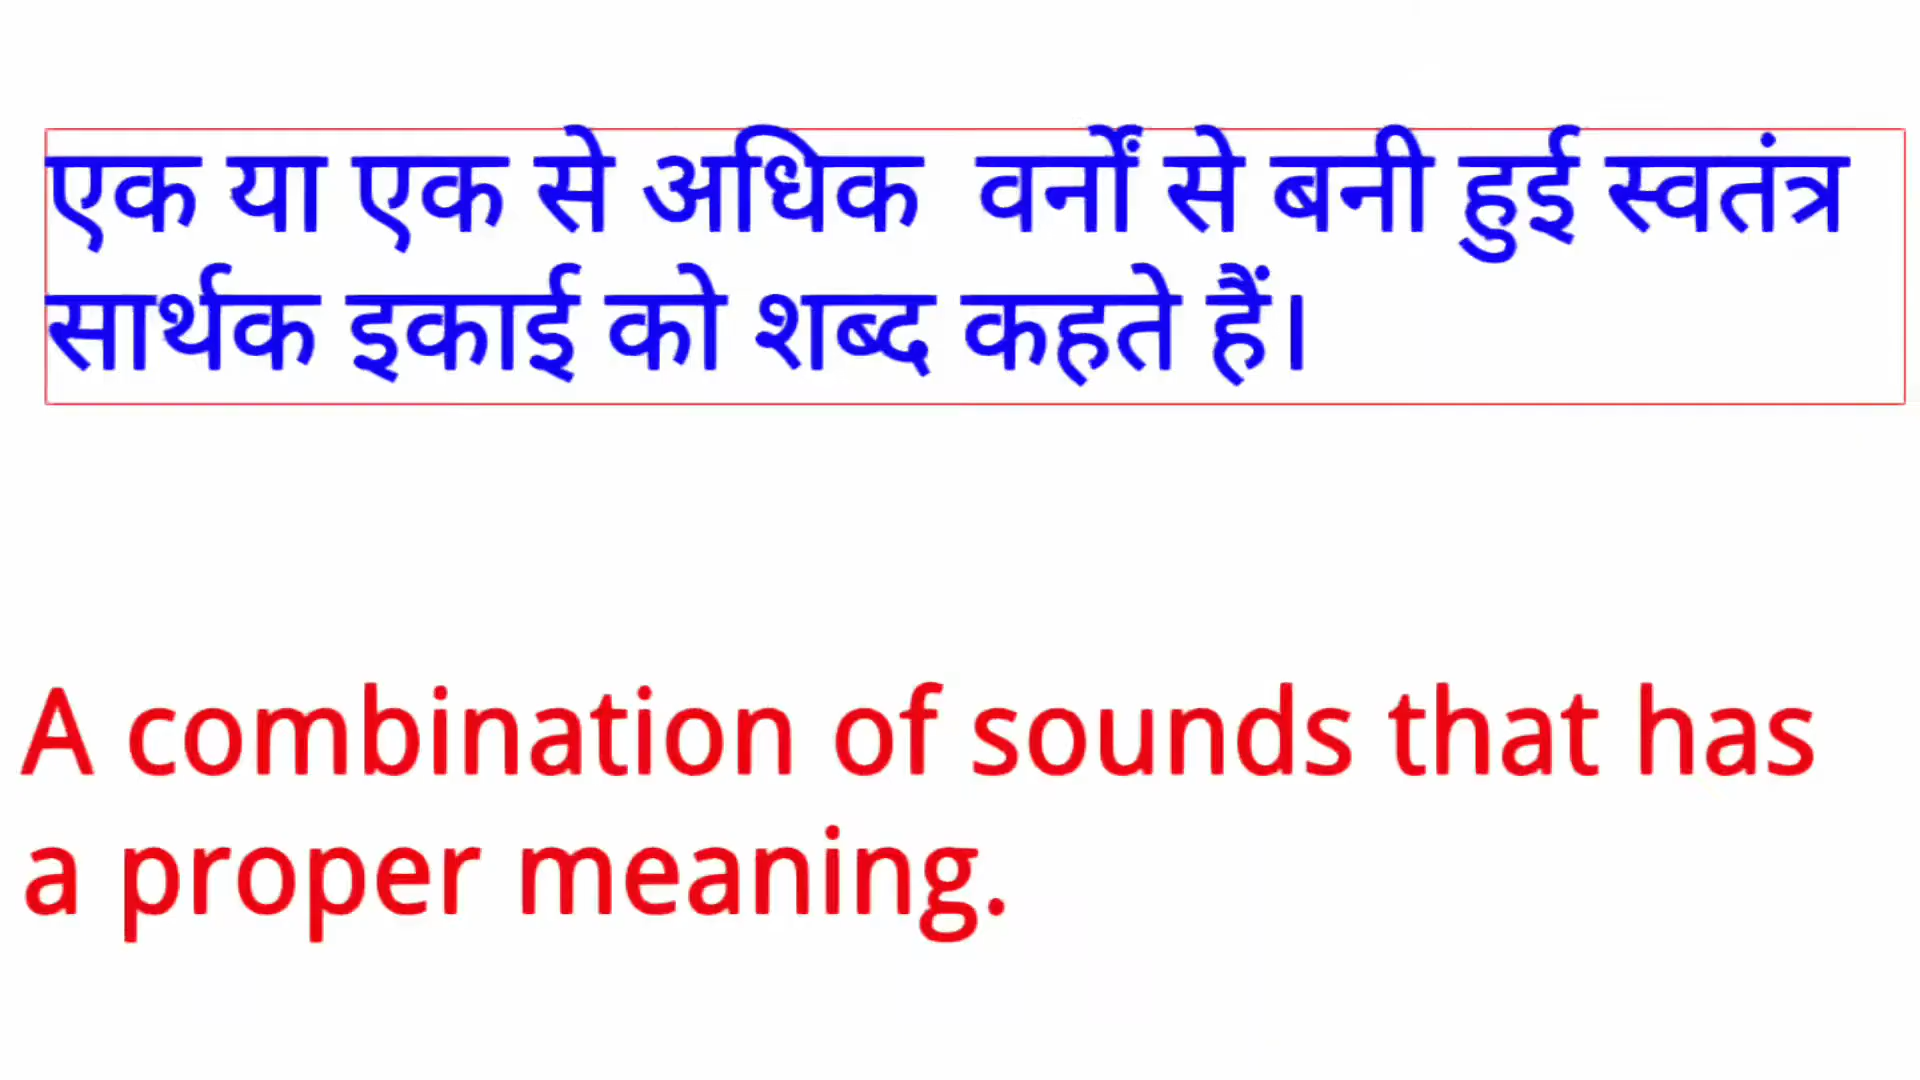 एक या एक से अधिक वर्नों से बनी हुई स्वतंत्र
सार्थक इकाई को शब्द कहते हैं।
A combination of sounds that has
a proper meaning.